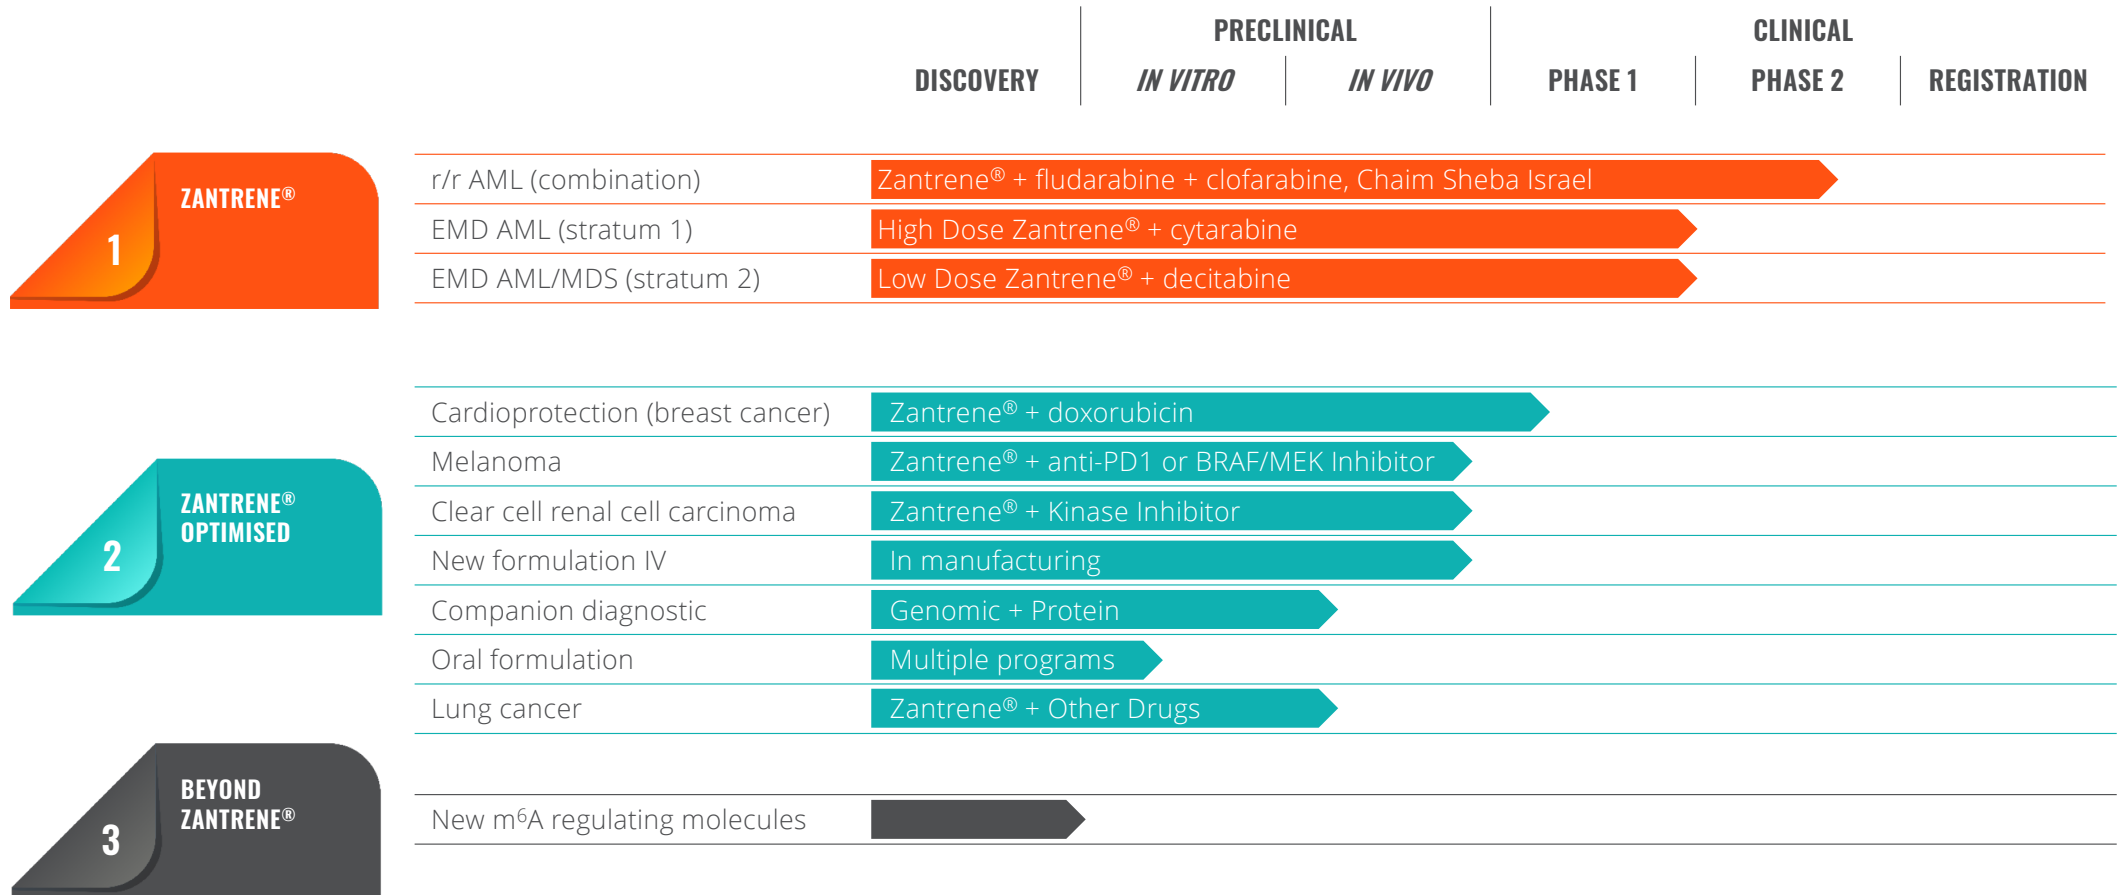 PRECLINICAL
CLINICAL
DISCOVERY
IN VITRO
IN VIVO
PHASE 1
PHASE 2
REGISTRATION
1
ZANTRENE®
r/r AML (combination)
Zantrene® + fludarabine + clofarabine, Chaim Sheba Israel
EMD AML (stratum 1)
High Dose Zantrene® + cytarabine
EMD AML/MDS (stratum 2)
Low Dose Zantrene® + decitabine
2
ZANTRENE®
OPTIMISED
Cardioprotection (breast cancer)
Zantrene® + doxorubicin
Melanoma
Zantrene® + anti-PD1 or BRAF/MEK Inhibitor
Clear cell renal cell carcinoma
Zantrene® + Kinase Inhibitor
New formulation IV
In manufacturing
Companion diagnostic
Genomic + Protein
Oral formulation
Multiple programs
Lung cancer
Zantrene® + Other Drugs
3
BEYOND
ZANTRENE®
New m⁶A regulating molecules